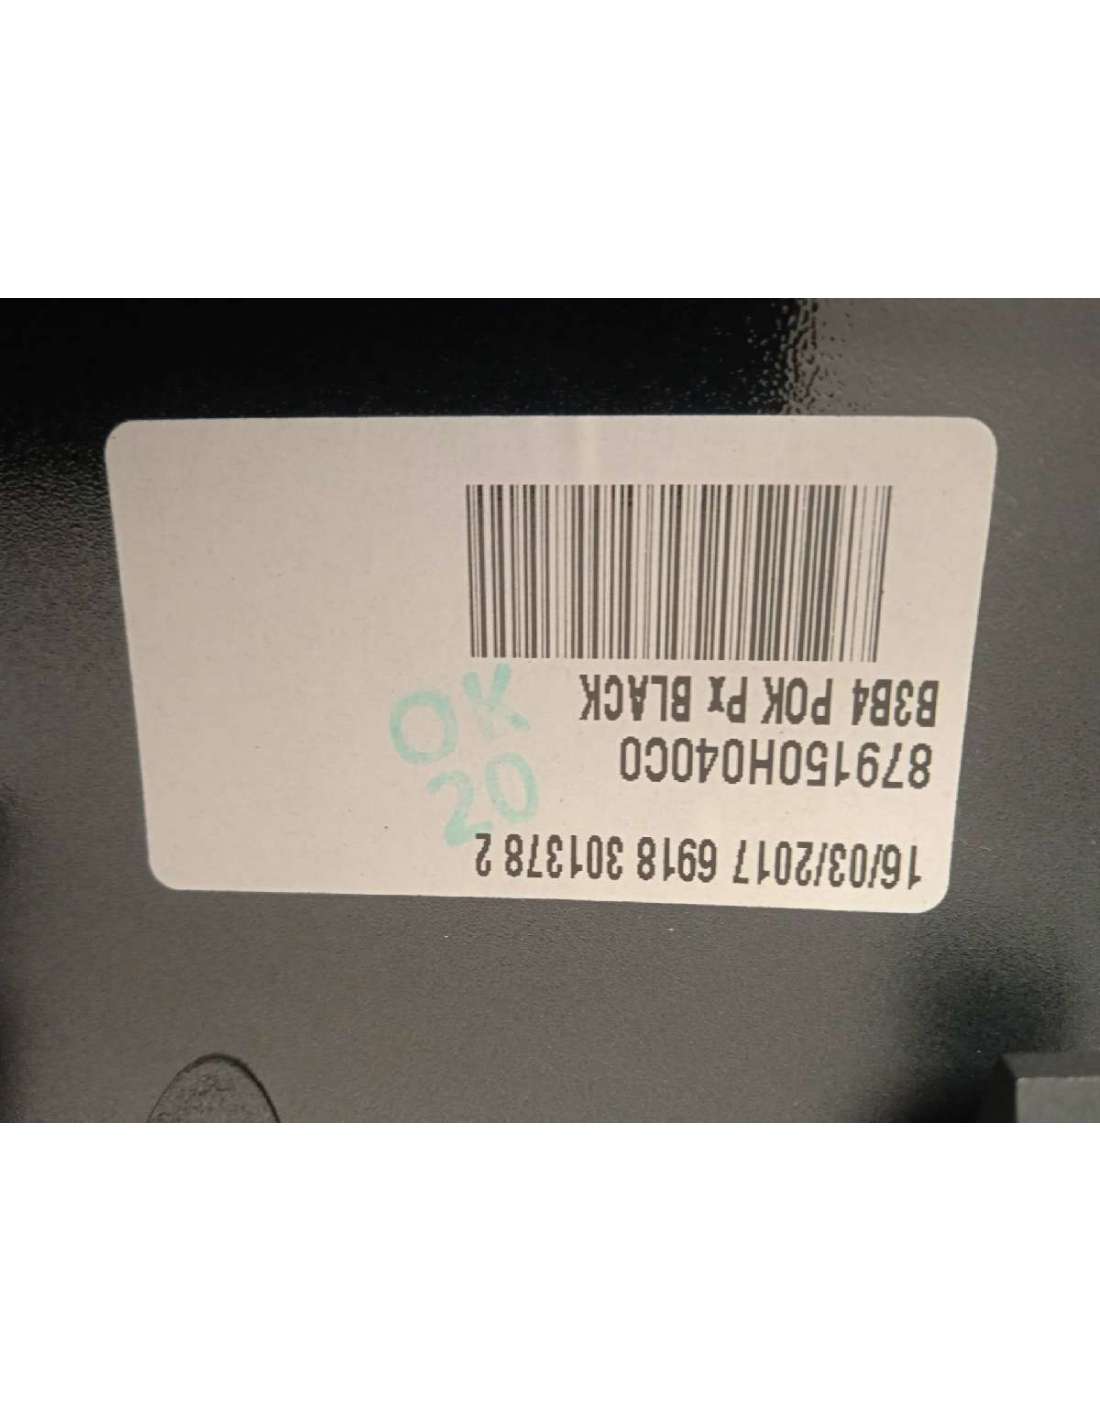 16/03/2017 6918 301378 2
879150H040C0
B3B4 POK Px BLACK
OK
20